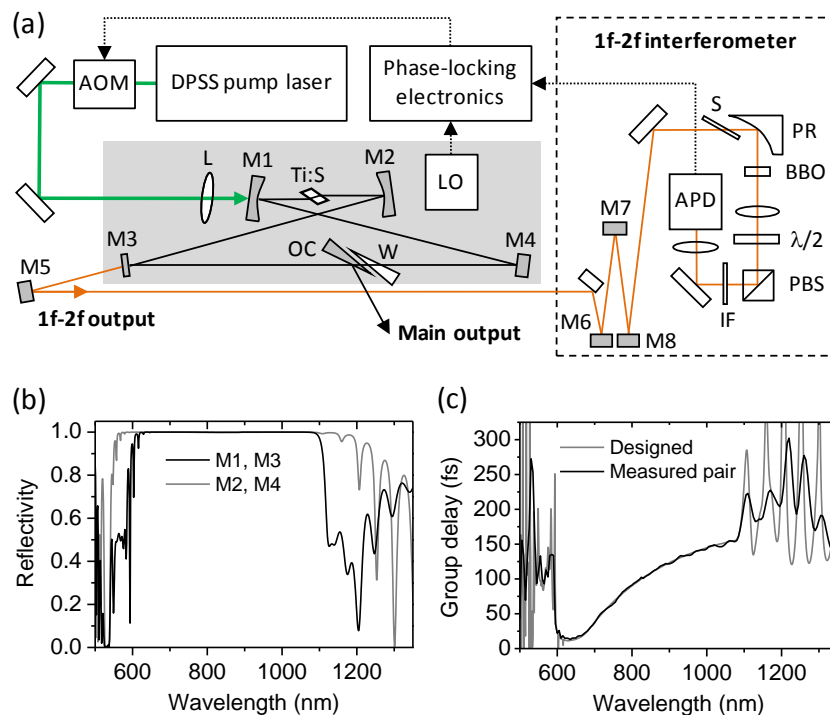 (a)
1f-2f interferometer
AOM
DPSS pump laser
Phase-locking
electronics
S
PR
L
M1
Ti:S
M2
LO
BBO
APD
M7
λ/2
M3
OC
W
M4
M5
PBS
IF
1f-2f output
Main output
M6
M8
(b)
(c)
1.0
0.8
0.6
0.4
0.2
0.0
Reflectivity
M1, M3
M2, M4
600 800 1000 1200
Wavelength (nm)
300
250
200
150
100
50
0
Group delay (fs)
Designed
Measured pair
600 800 1000 1200
Wavelength (nm)